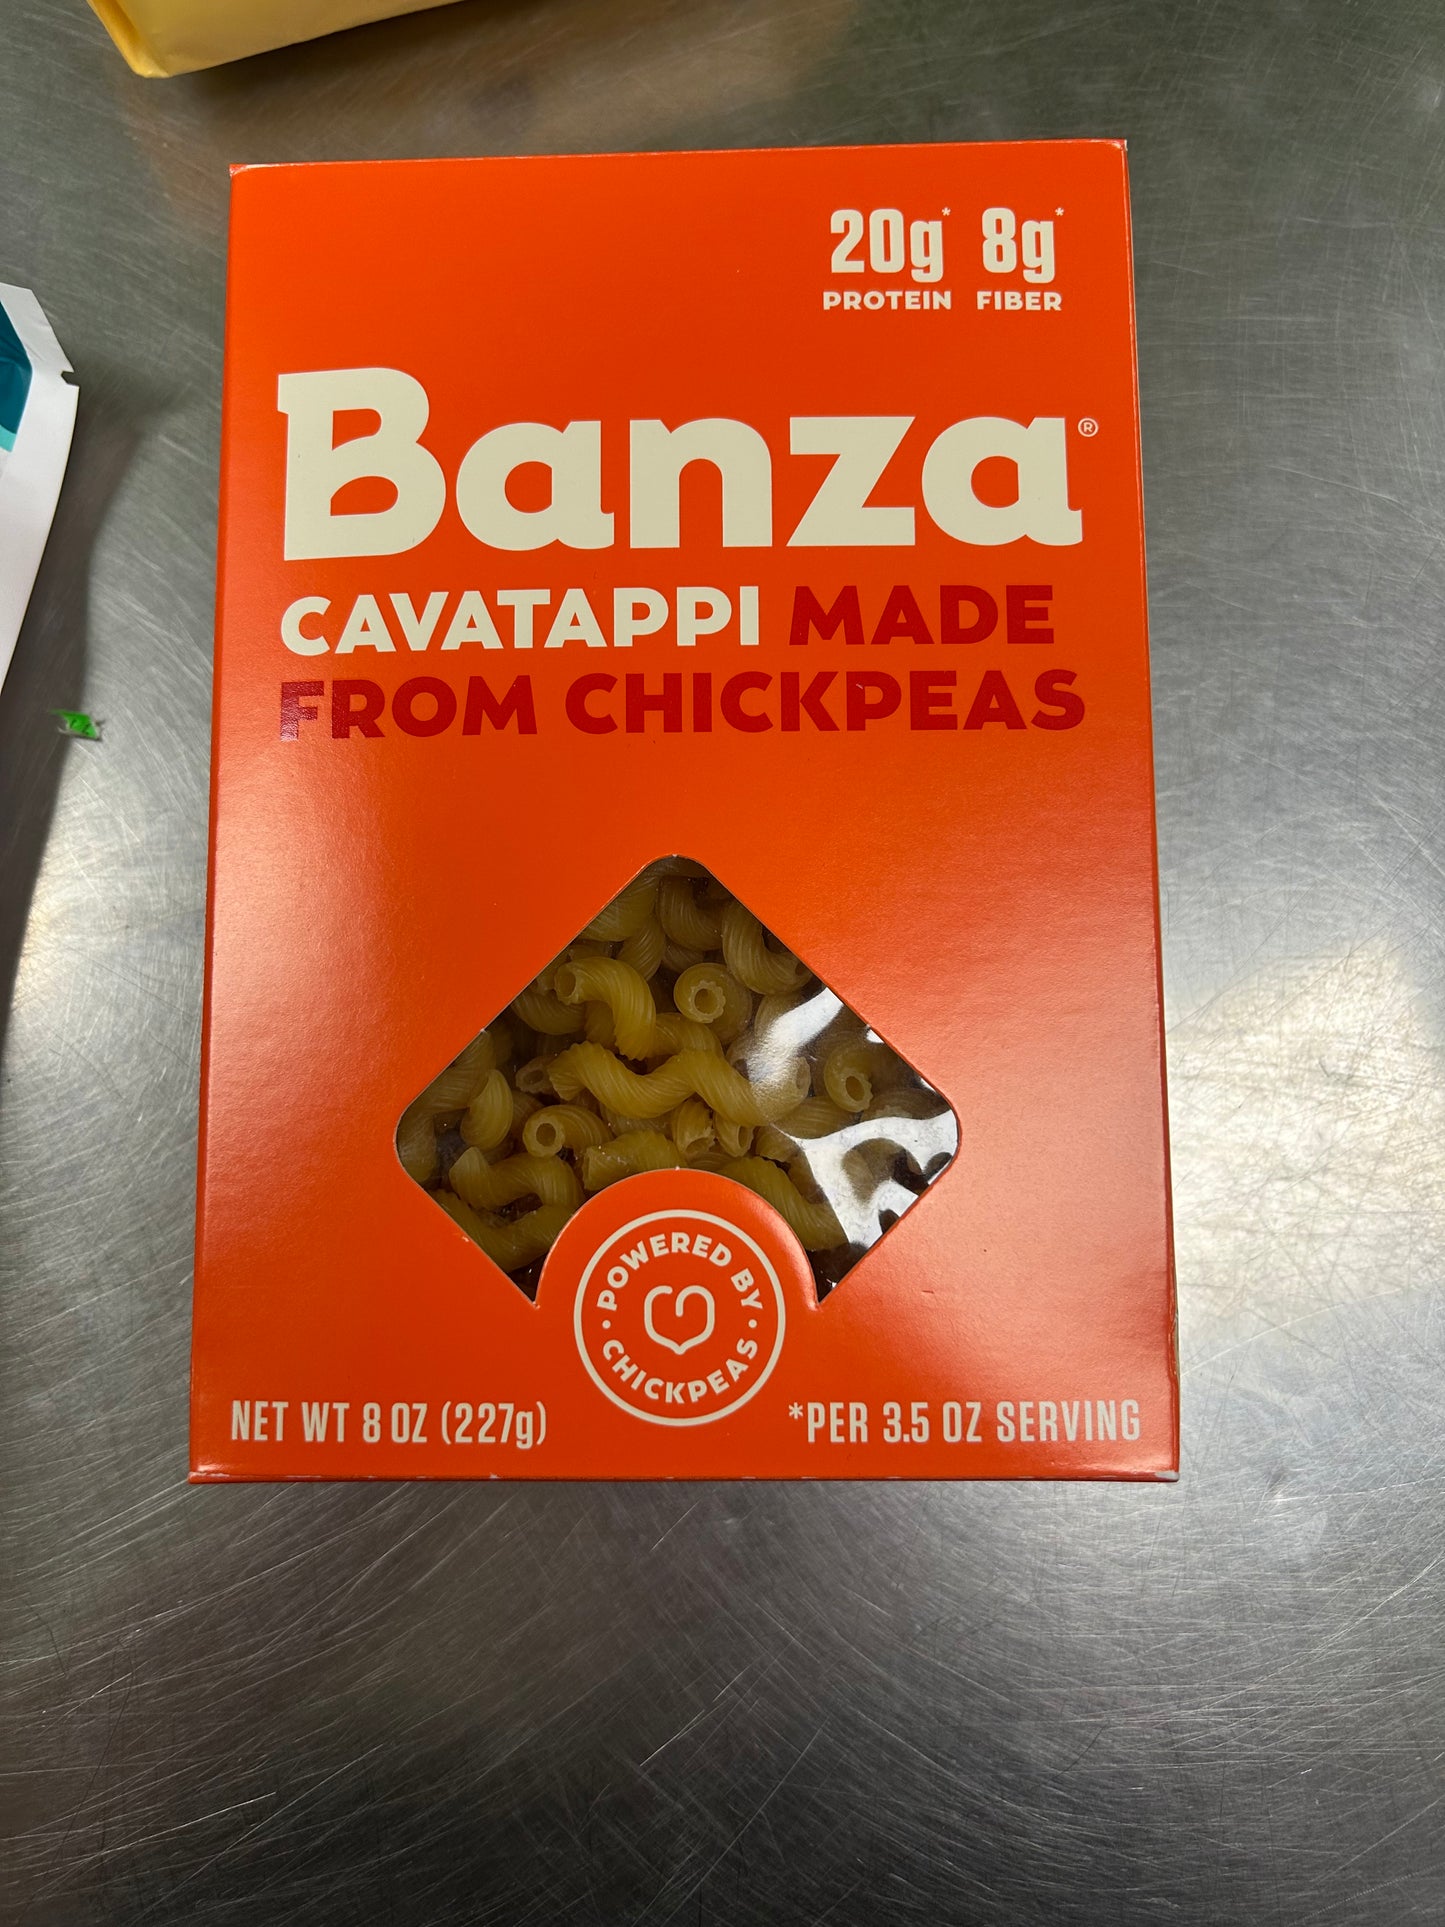 20g* 8g*
PROTEIN FIBER
Banza®
CAVATAPPI MADE
FROM CHICKPEAS
POWERED BY
CHICKPEAS
NET WT 8 OZ (227g)
*PER 3.5 OZ SERVING